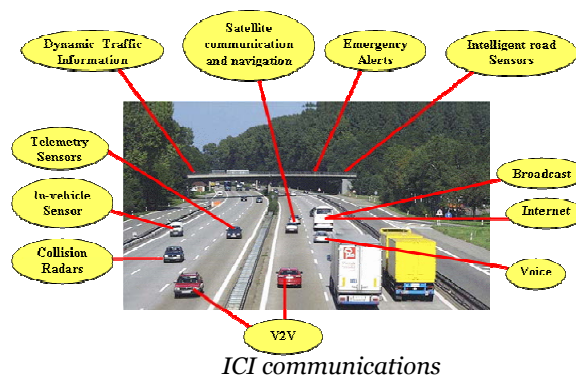 Dynamic Traffic
Information
Satellite
communication
and navigation
Emergency
Alerts
Intelligent road
Sensors
Telemetry
Sensors
In-vehicle
Sensor
Collision
Radars
Broadcast
Internet
Voice
V2V
ICI communications